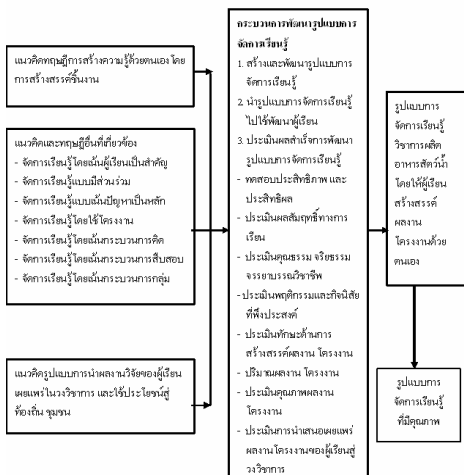 แนวคิดทฤษฎีการสร้างความรู้ด้วยตนเองโดย
การสร้างสรรค์ชิ้นงาน
แนวคิดและทฤษฎีอื่นที่เกี่ยวข้อง
- จัดการเรียนรู้โดยเน้นผู้เรียนเป็นสำคัญ
- จัดการเรียนรู้แบบมีส่วนร่วม
- จัดการเรียนรู้แบบเน้นปัญหาเป็นหลัก
- จัดการเรียนรู้โดยใช้โครงงาน
- จัดการเรียนรู้โดยเน้นกระบวนการคิด
- จัดการเรียนรู้โดยเน้นกระบวนการสืบสอบ
- จัดการเรียนรู้โดยเน้นกระบวนการกลุ่ม
แนวคิดรูปแบบการนำผลงานวิจัยของผู้เรียน
เผยแพร่ในวงวิชาการ และใช้ประโยชน์สู่
ท้องถิ่น ชุมชน
กระบวนการพัฒนารูปแบบการ
จัดการเรียนรู้
1. สร้างและพัฒนารูปแบบการ
จัดการเรียนรู้
2. นำรูปแบบการจัดการเรียนรู้
ไปใช้พัฒนาผู้เรียน
3. ประเมินผลสำเร็จการพัฒนา
รูปแบบการจัดการเรียนรู้
- ทดสอบประสิทธิภาพ และ
ประสิทธิผล
- ประเมินผลสัมฤทธิ์ทางการ
เรียน
- ประเมินคุณธรรม จริยธรรม
จรรยาบรรณวิชาชีพ
-ประเมินพฤติกรรมและกิจนิสัย
ที่พึงประสงค์
- ประเมินทักษะด้านการ
สร้างสรรค์ผลงาน โครงงาน
- ปริมาณผลงาน โครงงาน
- ประเมินคุณภาพผลงาน
โครงงาน
- ประเมินการนำเสนอเผยแพร่
ผลงานโครงงานของผู้เรียนสู่
วงวิชาการ
รูปแบบการ
จัดการเรียนรู้
วิชาการผลิต
อาหารสัตว์น้ำ
โดยให้ผู้เรียน
สร้างสรรค์
ผลงาน
โครงงานด้วย
ตนเอง
รูปแบบการ
จัดการเรียนรู้
ที่มีคุณภาพ